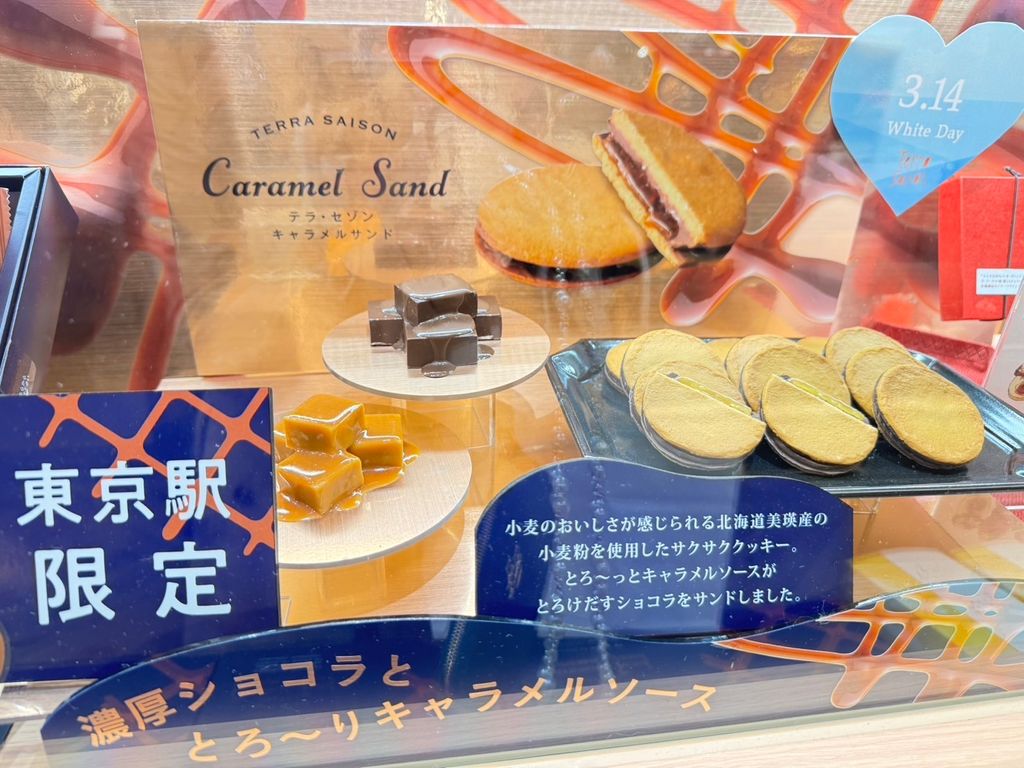 TERRA SAISON
Caramel Sand
テラ・セゾン
キャラメルサンド
3.14
White Day
東京駅
限定
小麦のおいしさが感じられる北海道美瑛産の
小麦粉を使用したサクサククッキー。
とろ〜っとキャラメルソースが
とろけだすショコラをサンドしました。
濃厚ショコラと
とろ〜りキャラメルソース